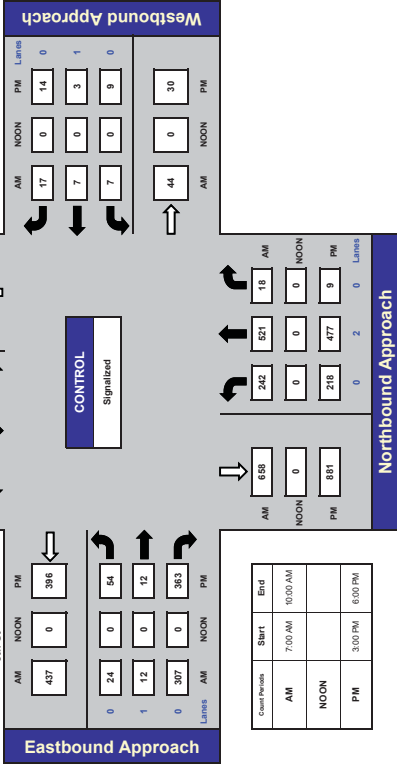 Westbound Approach
Lanes 0 1 0
PM 14 3 9 30 PM
NOON 0 0 0 0 NOON
AM 17 7 7 44 AM
AM 18 521 242
NOON 0 0 0
PM 9 477 218
Lanes 0 2 0
Northbound Approach
CONTROL
Signalized
AM 658
NOON 0
PM 881
PM 396 54 12 363 PM
NOON 0 0 0 0 NOON
AM 437 24 12 307 AM
0 1 0 Lanes
Eastbound Approach
Count Periods Start End
AM 7:00 AM 10:00 AM
NOON
PM 3:00 PM 6:00 PM